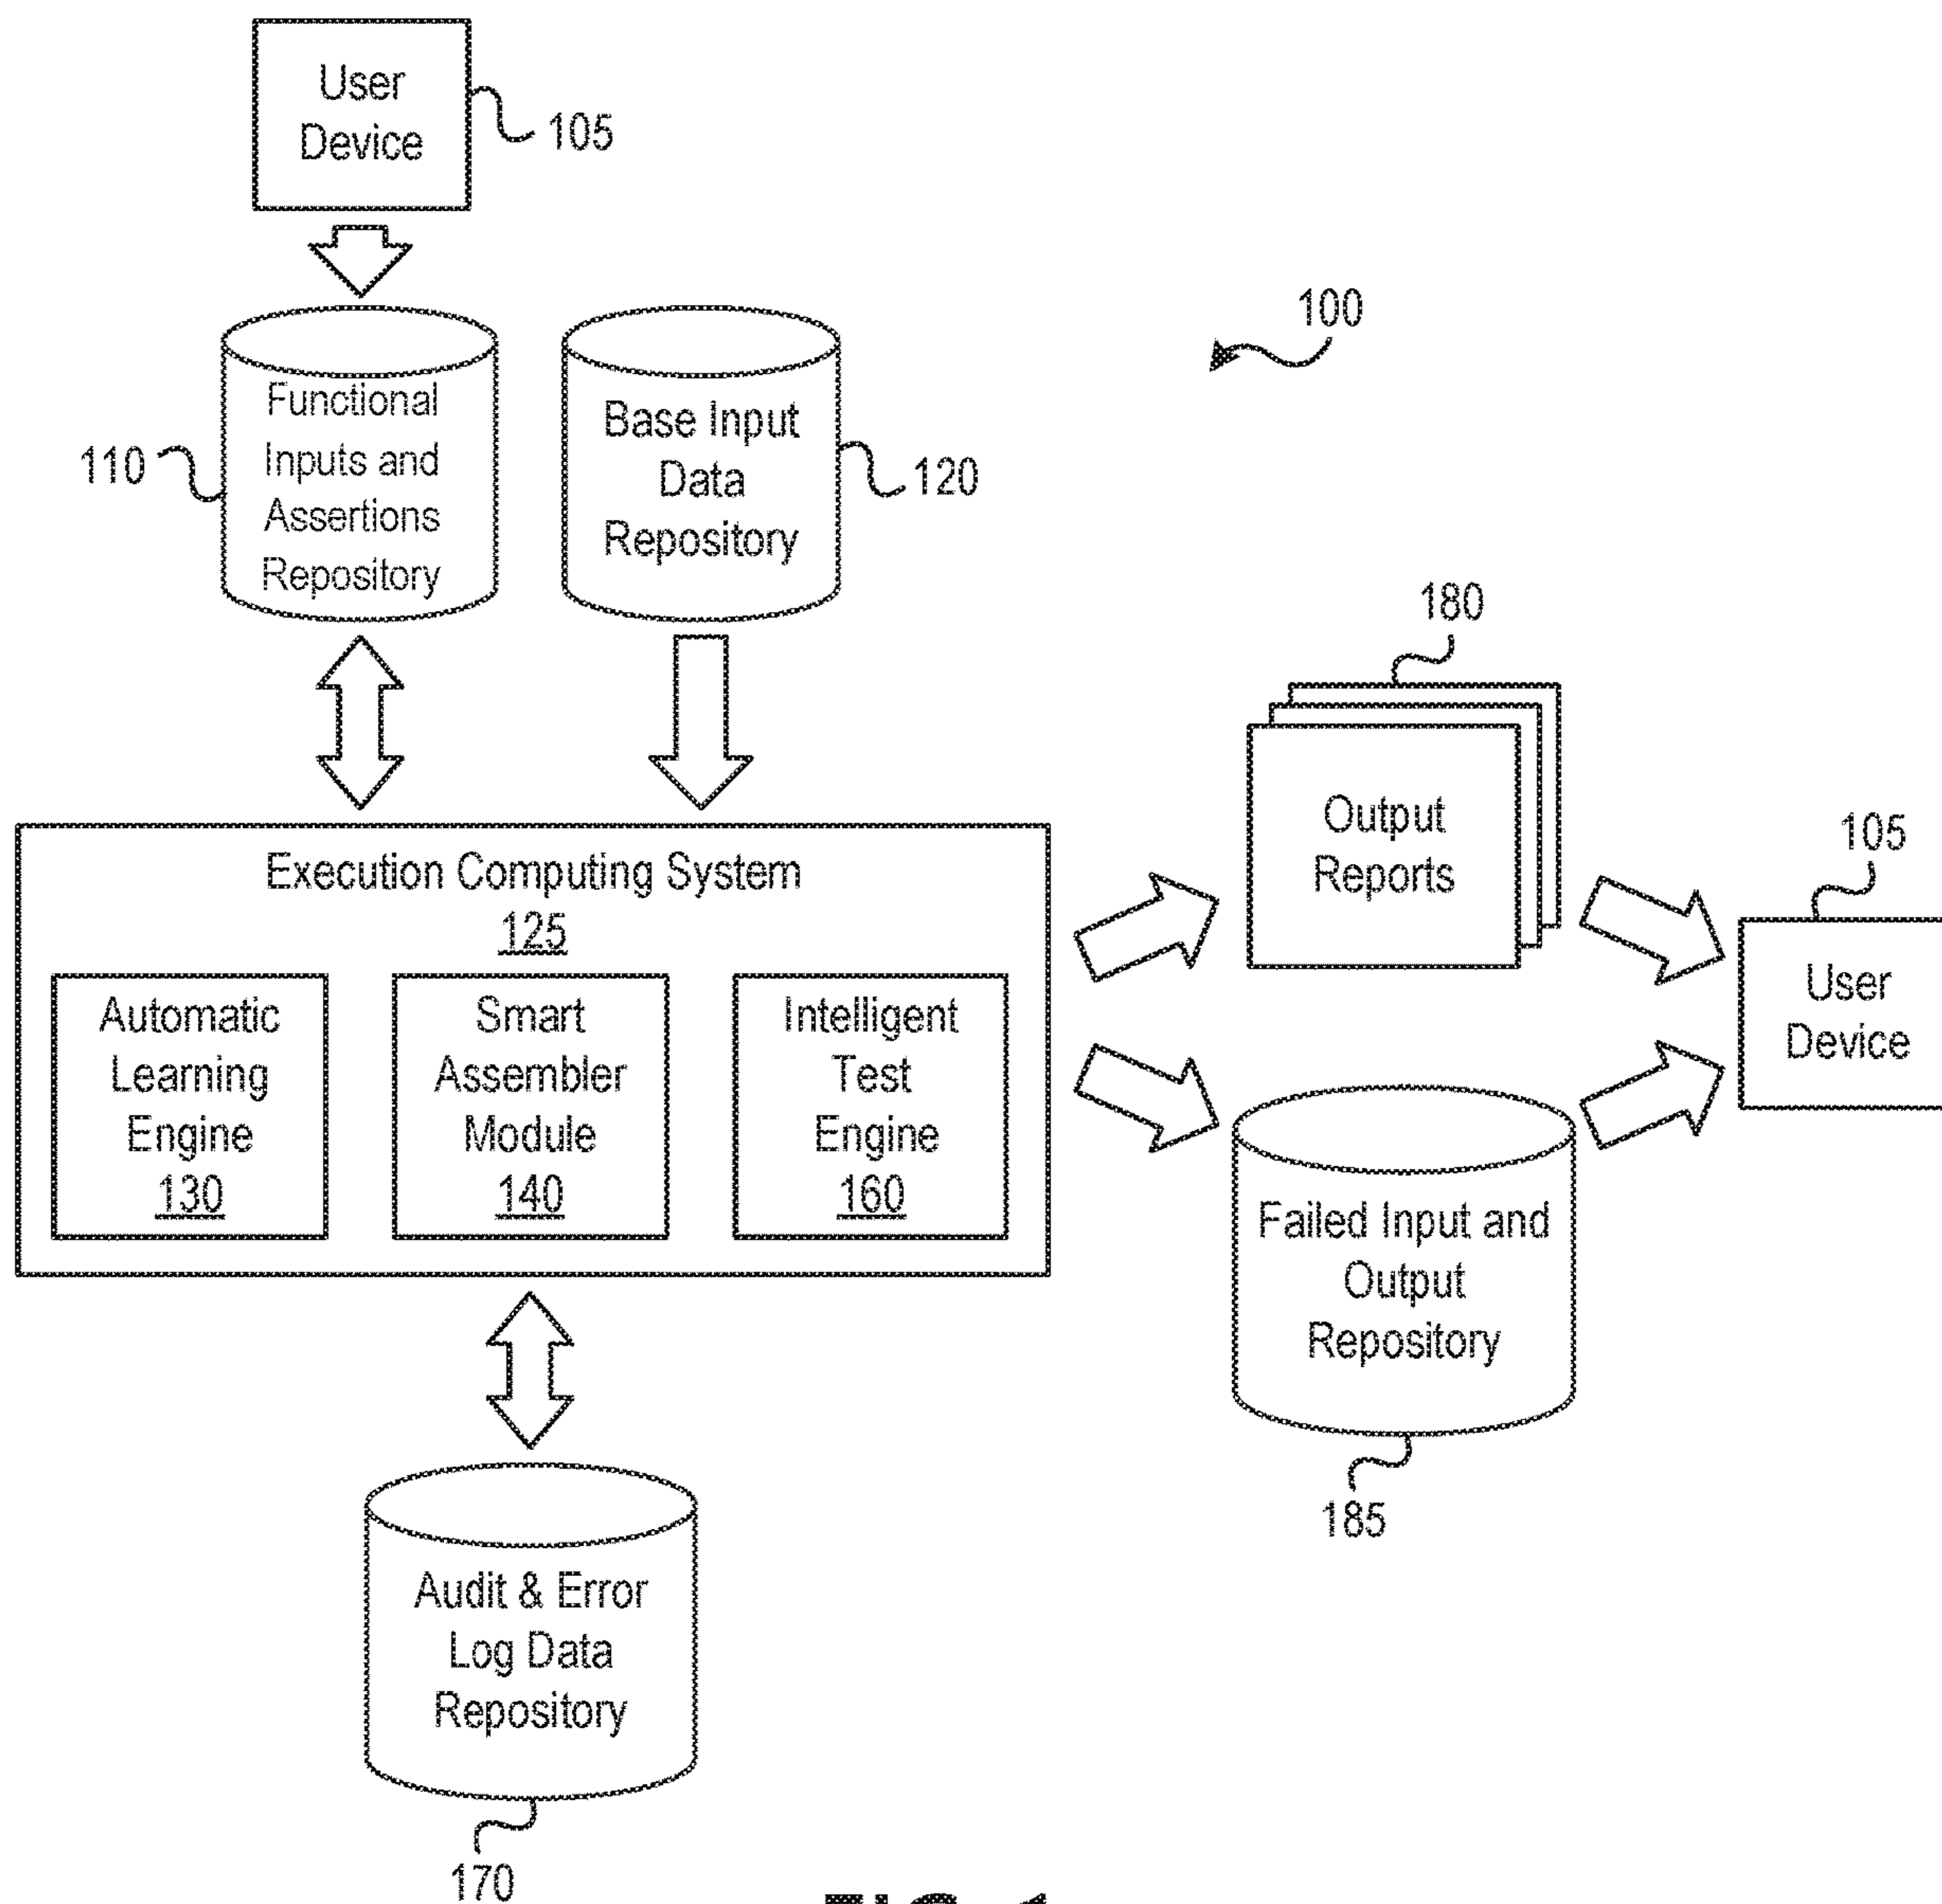 User
Device
105
100
Functional
Inputs and
Assertions
Repository
110
Base Input
Data
Repository
120
180
Output
Reports
105
User
Device
Execution Computing System
125
Automatic
Learning
Engine
130
Smart
Assembler
Module
140
Intelligent
Test
Engine
160
Failed Input and
Output
Repository
185
Audit & Error
Log Data
Repository
170
FIG. 1